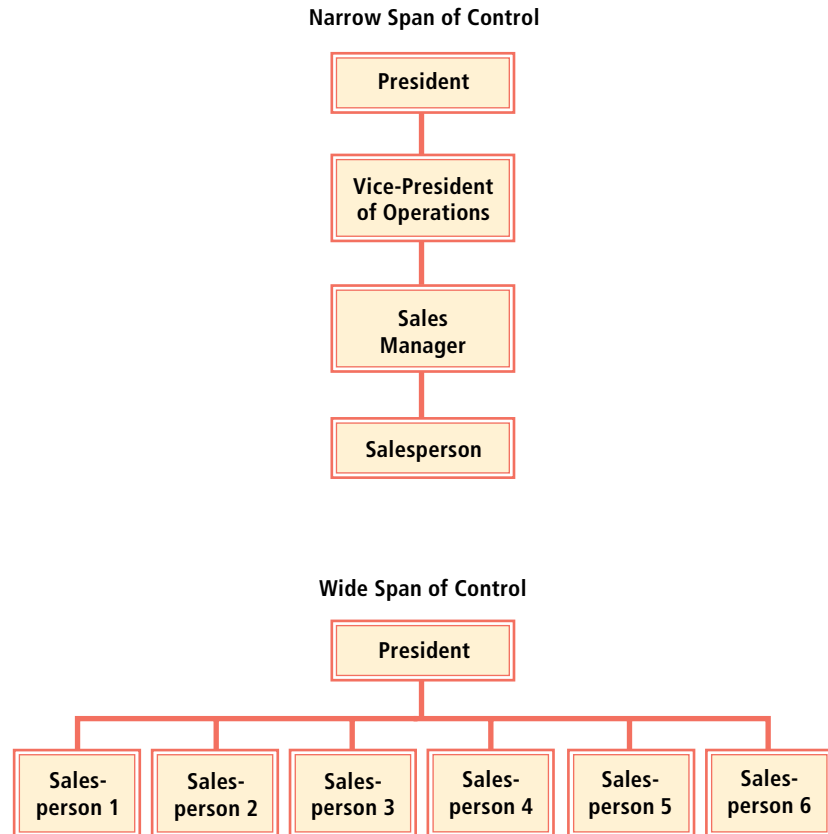 Narrow Span of Control
President
Vice-President
of Operations
Sales
Manager
Salesperson
Wide Span of Control
President
Sales-
person 1
Sales-
person 2
Sales-
person 3
Sales-
person 4
Sales-
person 5
Sales-
person 6